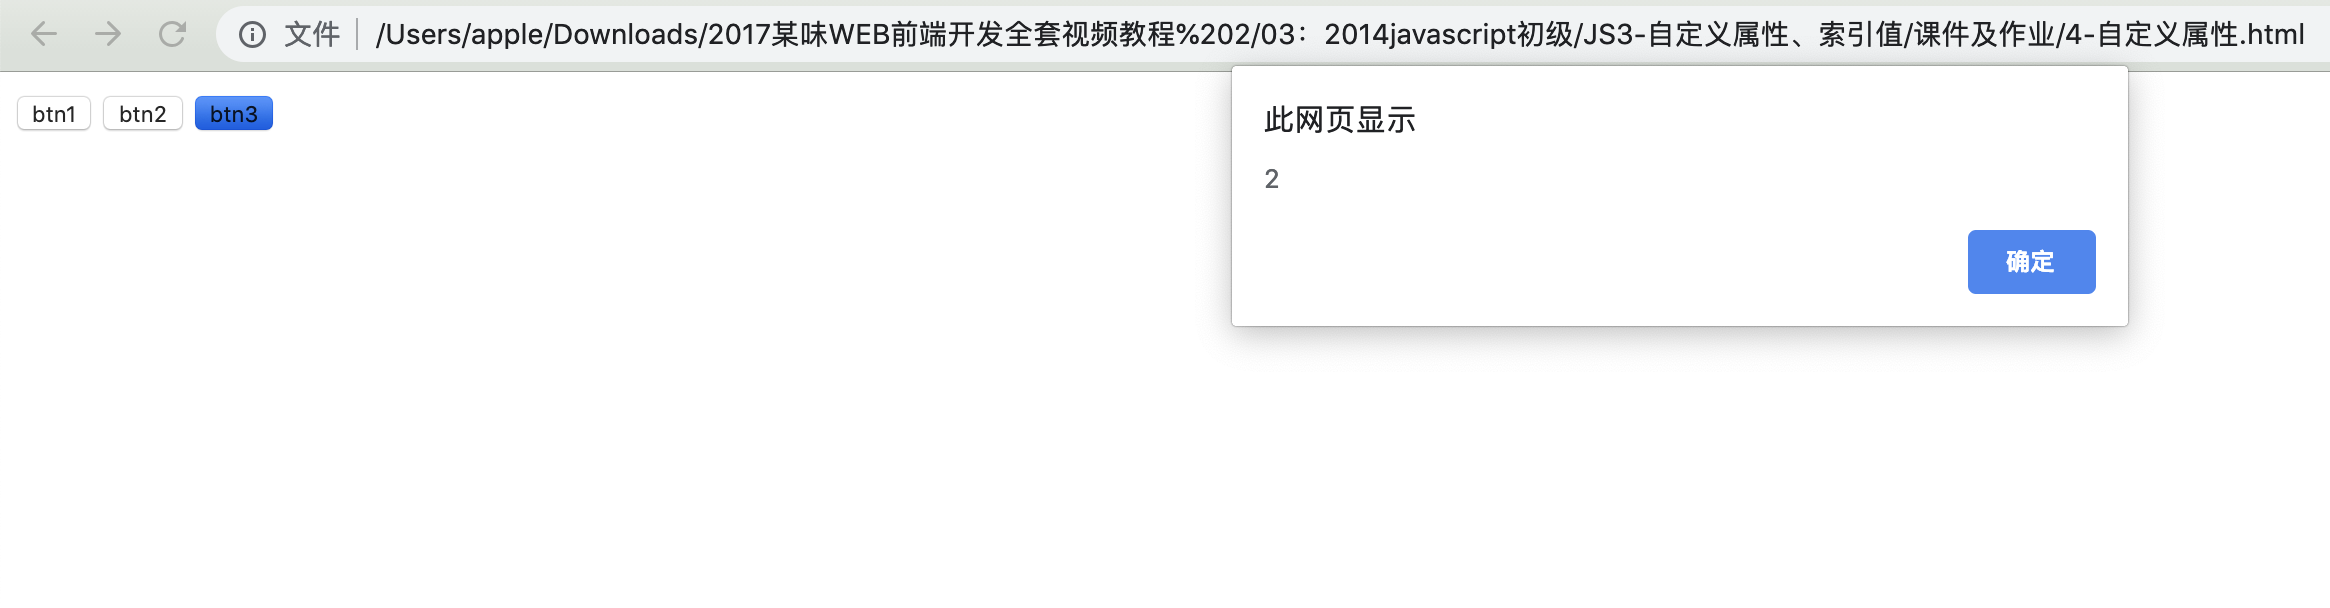 文件 /Users/apple/Downloads/2017某味WEB前端开发全套视频教程%202/03：2014javascript初级/JS3-自定义属性、索引值/课件及作业/4-自定义属性.html
btn1 btn2 btn3
此网页显示
2
确定